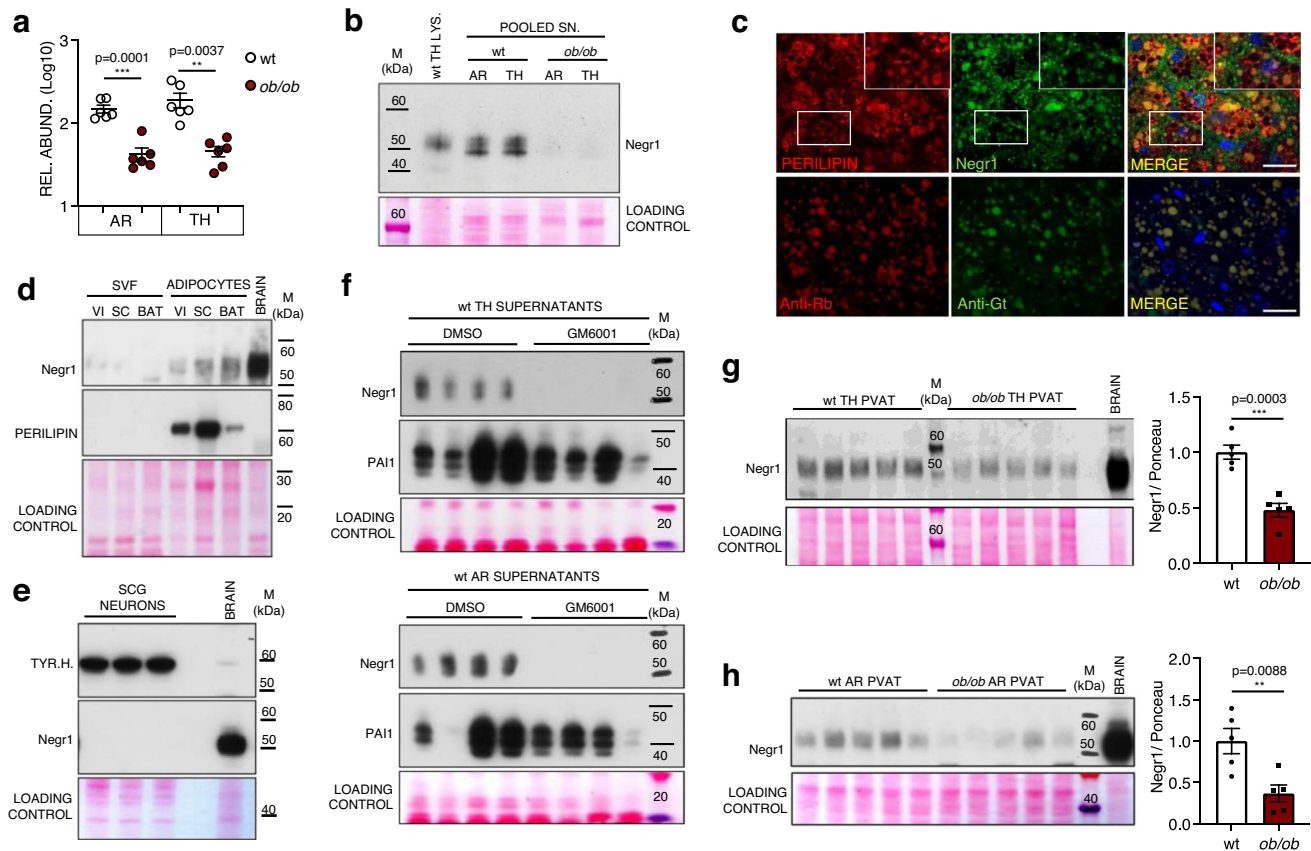 a
REL. ABUND. (Log10)
3
2
1
p=0.0001
***
p=0.0037
**
wt
ob/ob
AR
TH
b
M
(kDa)
wt TH LYS.
POOLED SN.
wt
ob/ob
AR
TH
AR
TH
60
50
40
Negr1
60
LOADING
CONTROL
c
PERILIPIN
Negr1
MERGE
Anti-Rb
Anti-Gt
MERGE
d
SVF
ADIPOCYTES
BRAIN
M
(kDa)
VI
SC
BAT
VI
SC
BAT
Negr1
60
50
PERILIPIN
80
60
LOADING
CONTROL
30
20
e
SCG
NEURONS
BRAIN
M
(kDa)
TYR.H.
60
50
Negr1
60
50
LOADING
CONTROL
40
f
wt TH SUPERNATANTS
DMSO
GM6001
M
(kDa)
Negr1
60
50
PAI1
50
40
LOADING
CONTROL
20
wt AR SUPERNATANTS
DMSO
GM6001
M
(kDa)
Negr1
60
50
PAI1
50
40
LOADING
CONTROL
20
g
wt TH PVAT
M
(kDa)
ob/ob TH PVAT
BRAIN
Negr1
60
50
LOADING
CONTROL
60
Negr1/ Ponceau
1.5
1.0
0.5
0.0
p=0.0003
***
wt
ob/ob
h
wt AR PVAT
ob/ob AR PVAT
M
(kDa)
BRAIN
Negr1
60
50
LOADING
CONTROL
40
Negr1/ Ponceau
2.0
1.5
1.0
0.5
0.0
p=0.0088
**
wt
ob/ob